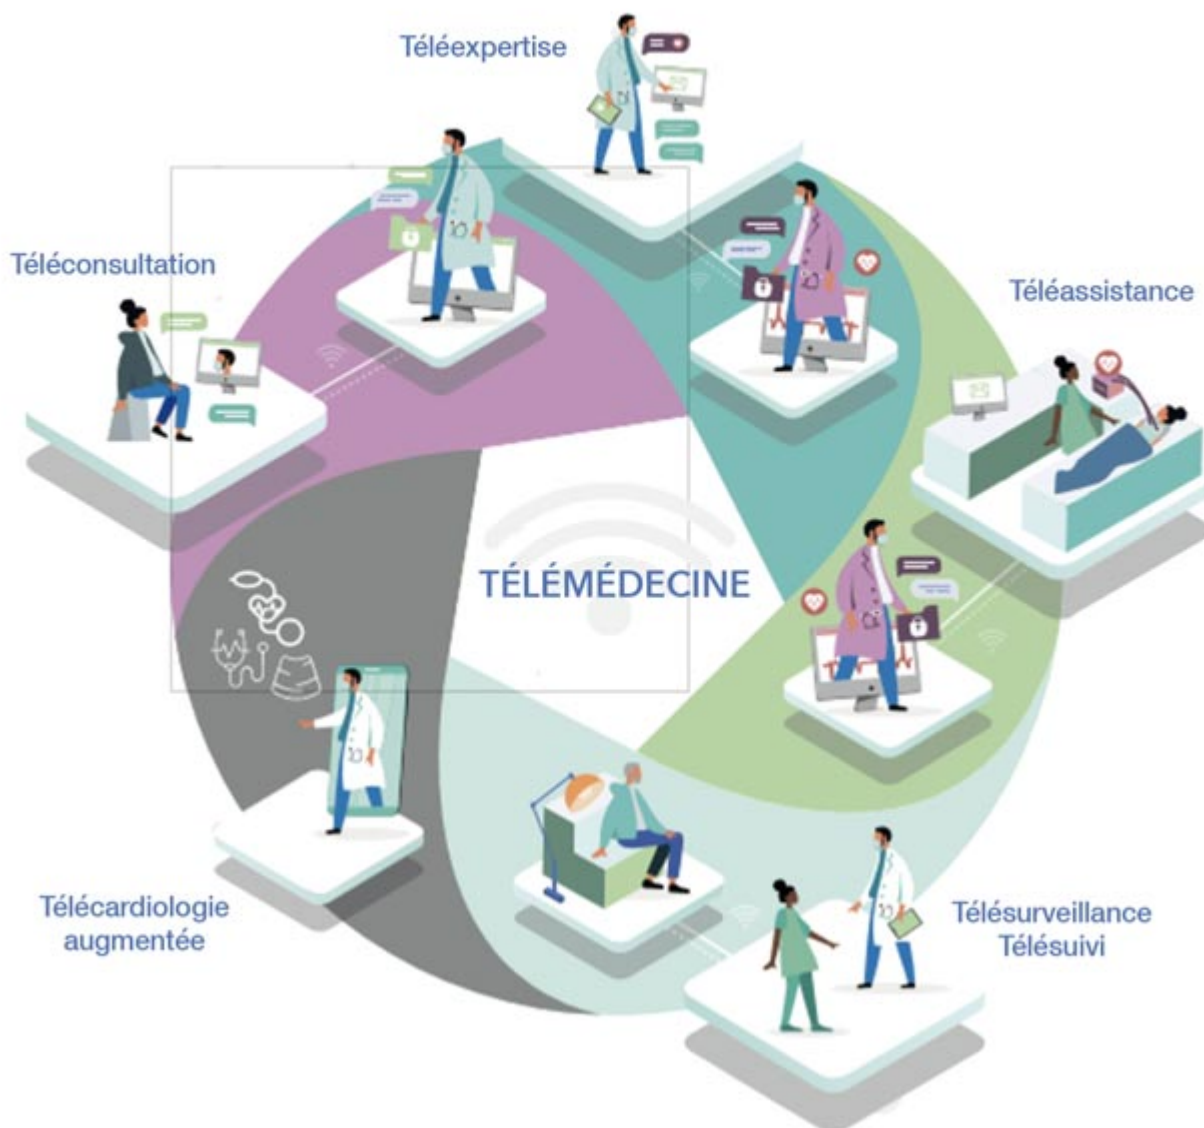 Téléexpertise
Téléconsultation
Téléassistance
TÉLÉMÉDECINE
Télécardiologie
augmentée
Télésurveillance
Télésuivi